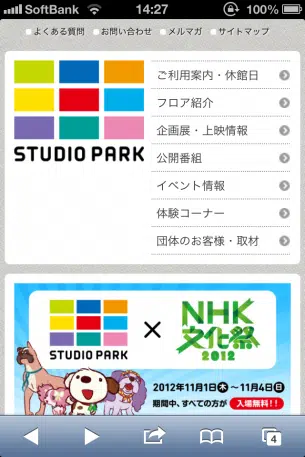 SoftBank 14:27 100%
よくある質問 お問い合わせ メルマガ サイトマップ
STUDIO PARK
ご利用案内・休館日
フロア紹介
企画展・上映情報
公開番組
イベント情報
体験コーナー
団体のお客様・取材
STUDIO PARK × NHK文化祭 2012
2012年11月1日木〜11月4日日
期間中、すべての方が 入場無料!!
4